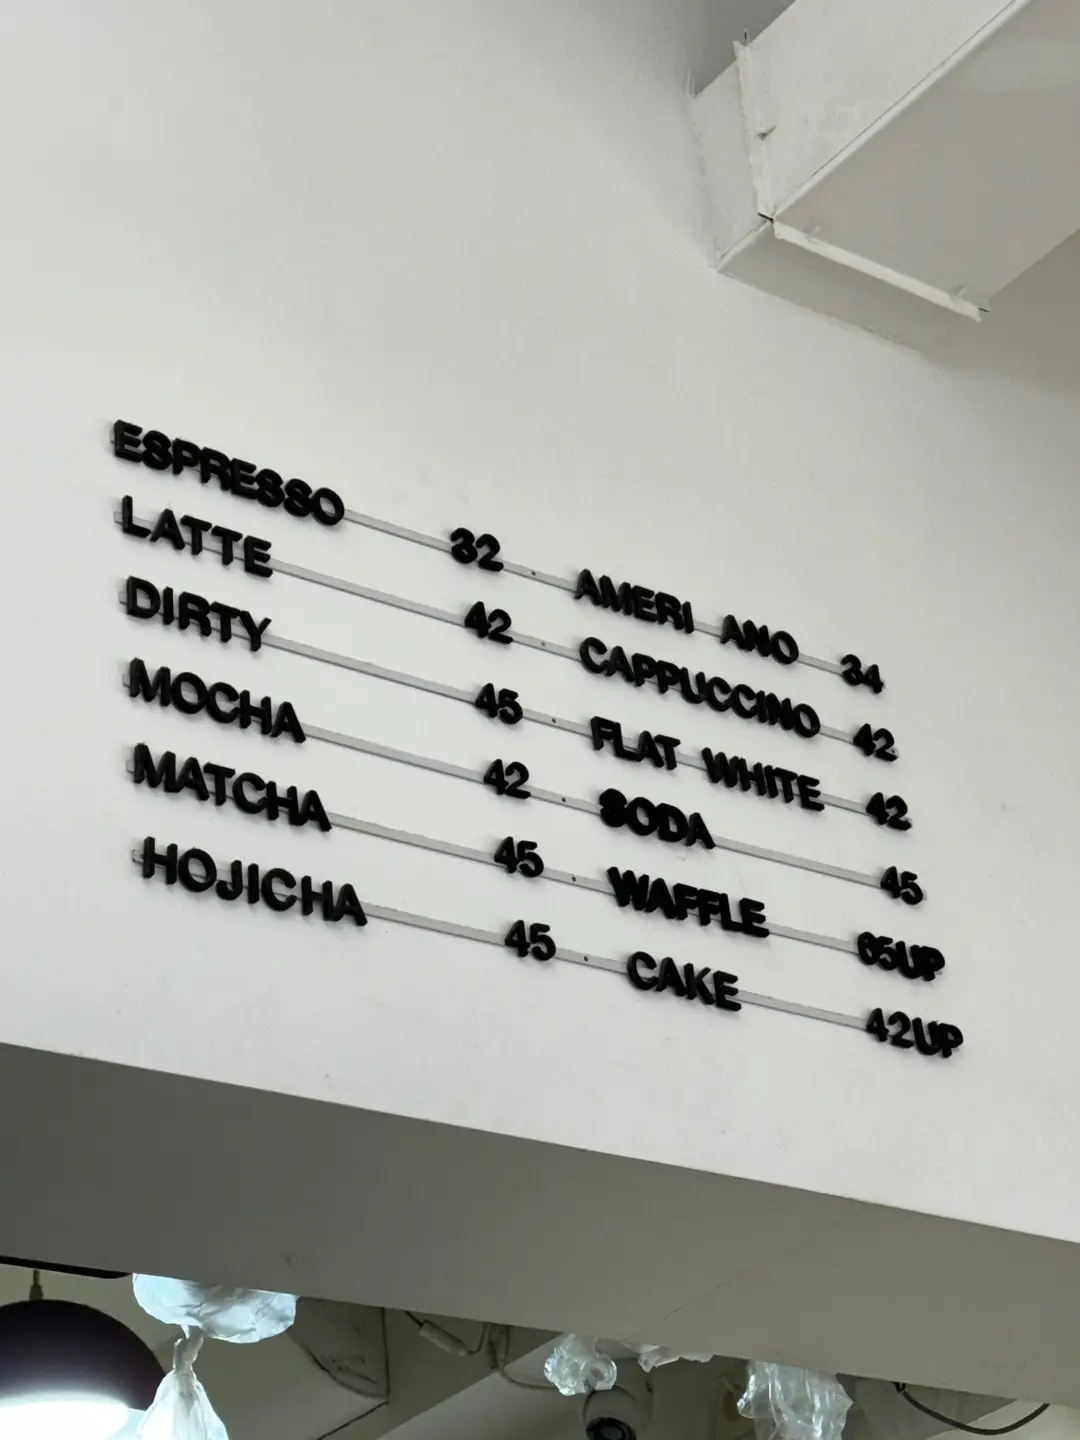 ESPRESSO 32 AMERI ANO 34
LATTE 42 CAPPUCCINO 42
DIRTY 45 FLAT WHITE 42
MOCHA 42 SODA 45
MATCHA 45 WAFFLE 65UP
HOJICHA 45 CAKE 42UP